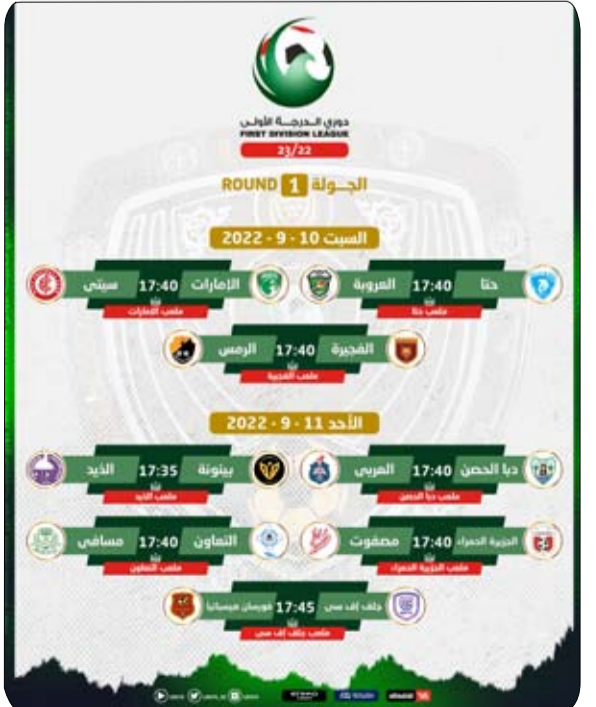 دوري الدرجة الأولى
FIRST DIVISION LEAGUE
23/22
الجولة 1 ROUND
السبت 10 - 9 - 2022
حتا 17:40 العروبة
ملعب حتا
الإمارات 17:40 سيتي
ملعب الإمارات
الفجيرة 17:40 الرمس
ملعب الفجيرة
الأحد 11 - 9 - 2022
دبا الحصن 17:40 العربي
ملعب دبا الحصن
بينونة 17:35 الذيد
ملعب الذيد
الجزيرة الحمراء 17:40 مصفوت
ملعب الجزيرة الحمراء
التعاون 17:40 مسافي
ملعب التعاون
جلف إف سي 17:45 هيسبانيا
ملعب جلف إف سي